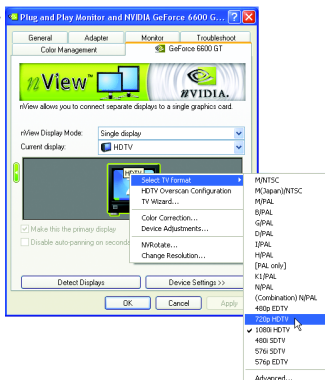 Plug and Play Monitor and NVIDIA GeForce 6600 G...
General
Adapter
Monitor
Troubleshoot
Color Management
GeForce 6600 GT
nView™
nVIDIA.
nView allows you to connect separate displays to a single graphics card.
nView Display Mode:
Single display
Current display:
HDTV
HDTV
Select TV format
HDTV Overscan Configuration
TV Wizard...
Color Correction...
Device Adjustments...
NVRotate...
Change Resolution...
Make this the primary display
Disable auto-panning on seconda
Detect Displays
Device Settings >>
OK
Cancel
Apply
M/NTSC
M(Japan)/NTSC
M/PAL
B/PAL
G/PAL
D/PAL
I/PAL
H/PAL
[PAL only]
K1/PAL
N/PAL
(Combination) N/PAL
480p EDTV
720p HDTV
1080i HDTV
480i SDTV
576i SDTV
576p EDTV
Advanced...